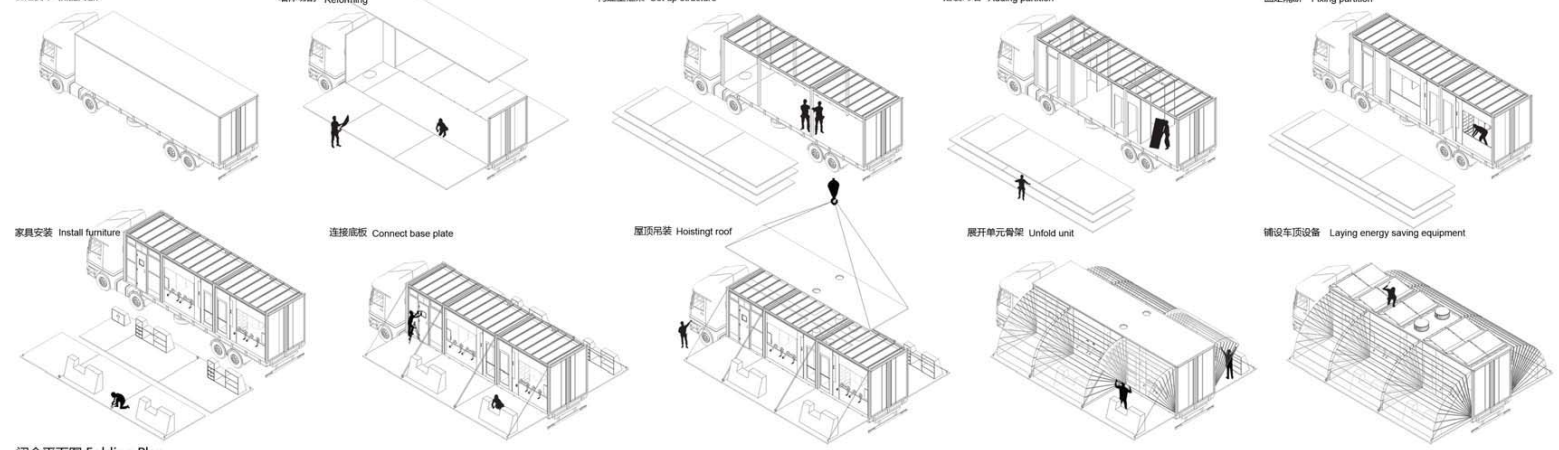 Reforming
Set up structure
Adding partition
Fixing partition
家具安装 Install furniture
连接底板 Connect base plate
屋顶吊装 Hoistingt roof
展开单元骨架 Unfold unit
铺设车顶设备 Laying energy saving equipment